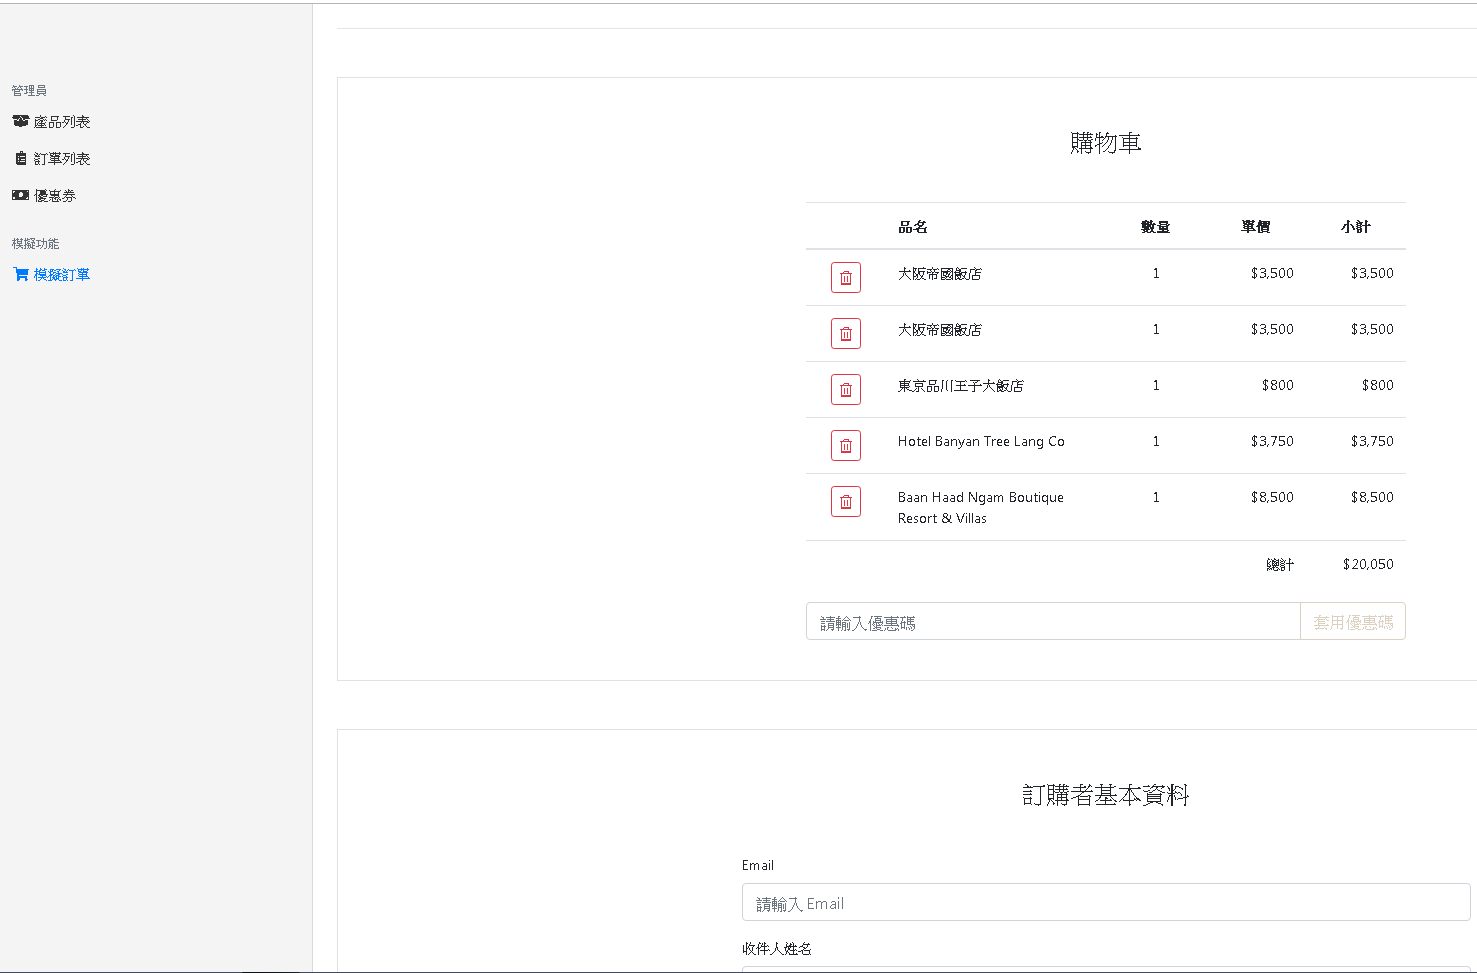 管理員
產品列表
訂單列表
優惠券
模擬功能
模擬訂單
購物車
品名 數量 單價 小計
大阪帝國飯店 1 $3,500 $3,500
大阪帝國飯店 1 $3,500 $3,500
東京品川王子大飯店 1 $800 $800
Hotel Banyan Tree Lang Co 1 $3,750 $3,750
Baan Haad Ngam Boutique 1 $8,500 $8,500
Resort & Villas
總計 $20,050
請輸入優惠碼 套用優惠碼
訂購者基本資料
Email
請輸入 Email
收件人姓名